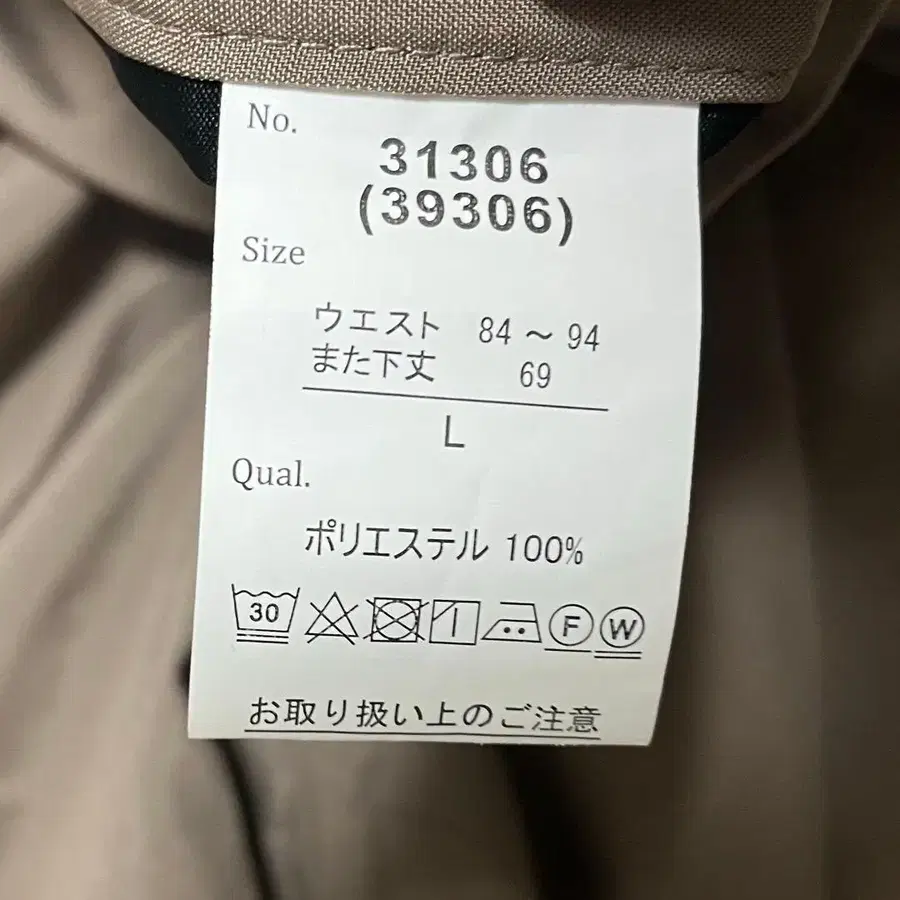 No.
31306
(39306)
Size
ウエスト 84 ~ 94
また下丈 69
L
Qual.
ポリエステル 100%
30 F W
お取り扱い上のご注意